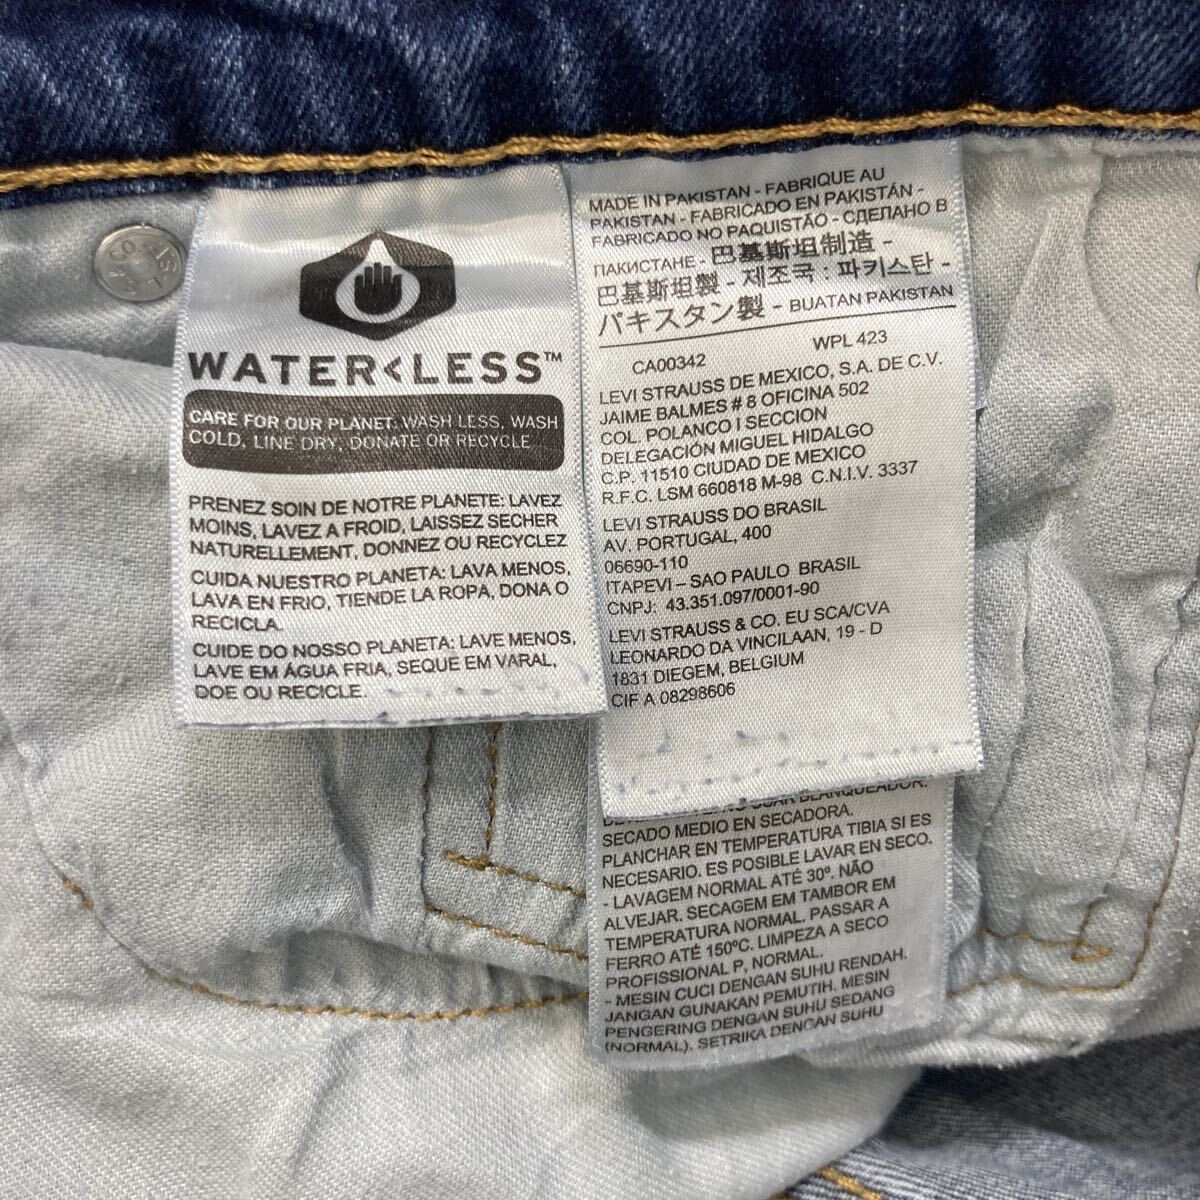 WATER<LESS™
CARE FOR OUR PLANET: WASH LESS, WASH
COLD, LINE DRY, DONATE OR RECYCLE
PRENEZ SOIN DE NOTRE PLANETE: LAVEZ
MOINS, LAVEZ A FROID, LAISSEZ SECHER
NATURELLEMENT, DONNEZ OU RECYCLEZ
CUIDA NUESTRO PLANETA: LAVA MENOS,
LAVA EN FRIO, TIENDE LA ROPA, DONA O
RECICLA.
CUIDE DO NOSSO PLANETA: LAVE MENOS,
LAVE EM ÁGUA FRIA, SEQUE EM VARAL,
DOE OU RECICLE.
MADE IN PAKISTAN - FABRIQUE AU
PAKISTAN - FABRICADO EN PAKISTÁN -
FABRICADO NO PAQUISTÃO - СДЕЛАНО В
ПАКИСТАНЕ - 巴基斯坦制造 -
巴基斯坦製 - 제조국 : 파키스탄 -
パキスタン製 - BUATAN PAKISTAN
CA00342 WPL 423
LEVI STRAUSS DE MEXICO, S.A. DE C.V.
JAIME BALMES # 8 OFICINA 502
COL. POLANCO I SECCION
DELEGACIÓN MIGUEL HIDALGO
C.P. 11510 CIUDAD DE MEXICO
R.F.C. LSM 660818 M-98 C.N.I.V. 3337
LEVI STRAUSS DO BRASIL
AV. PORTUGAL, 400
06690-110
ITAPEVI – SAO PAULO BRASIL
CNPJ: 43.351.097/0001-90
LEVI STRAUSS & CO. EU SCA/CVA
LEONARDO DA VINCILAAN, 19 - D
1831 DIEGEM, BELGIUM
CIF A 08298606
USAR BLANQUEADOR.
SECADO MEDIO EN SECADORA.
PLANCHAR EN TEMPERATURA TIBIA SI ES
NECESARIO. ES POSIBLE LAVAR EN SECO.
- LAVAGEM NORMAL ATÉ 30º. NÃO
ALVEJAR. SECAGEM EM TAMBOR EM
TEMPERATURA NORMAL. PASSAR A
FERRO ATÉ 150ºC. LIMPEZA A SECO
PROFISSIONAL P, NORMAL.
- MESIN CUCI DENGAN SUHU RENDAH.
JANGAN GUNAKAN PEMUTIH. MESIN
PENGERING DENGAN SUHU SEDANG
(NORMAL). SETRIKA DENGAN SUHU